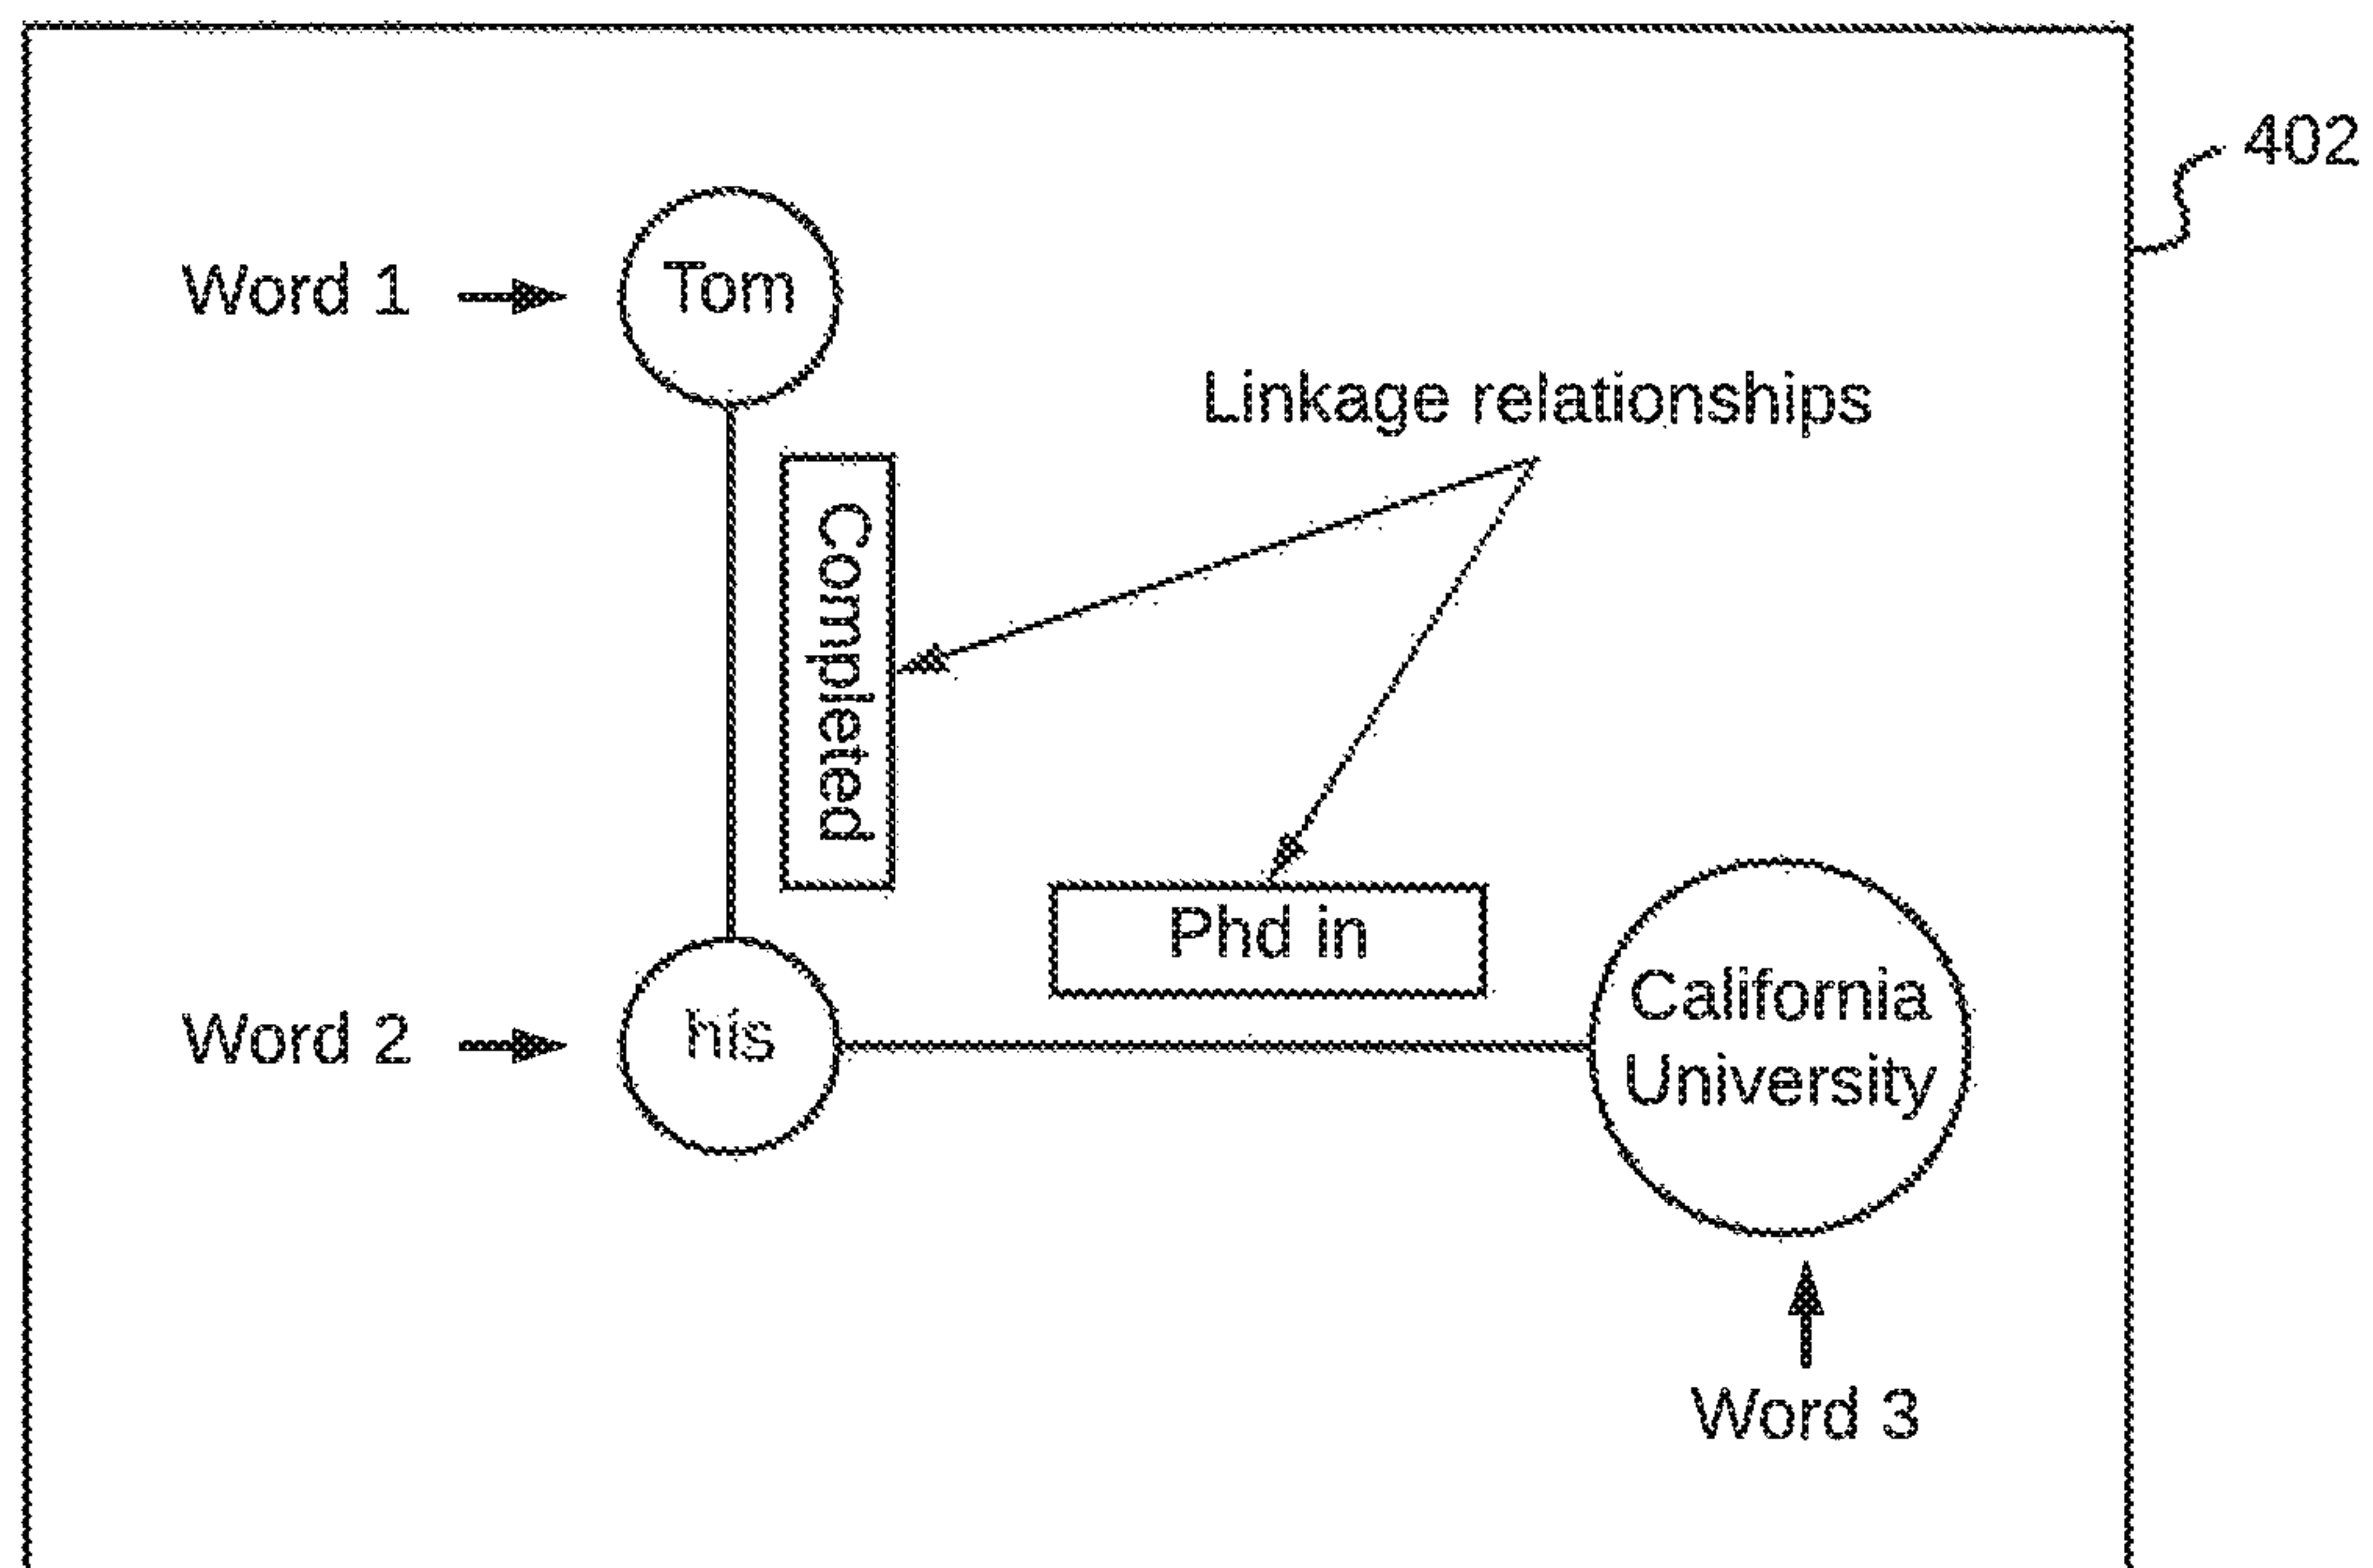 402
Word 1
Tom
Linkage relationships
Completed
Phd in
Word 2
his
California
University
Word 3